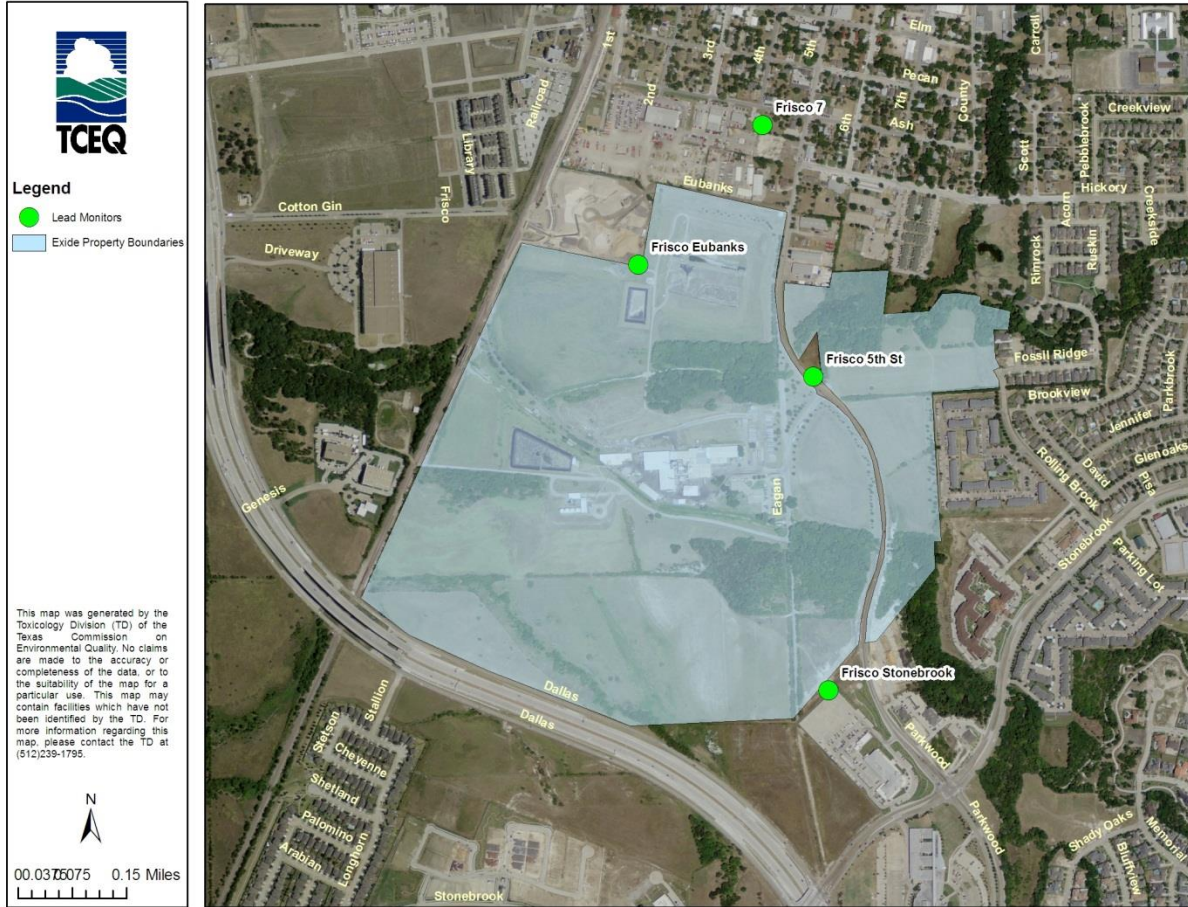 TCEQ
Legend
Lead Monitors
Exide Property Boundaries
This map was generated by the
Toxicology Division (TD) of the
Texas Commission on
Environmental Quality. No claims
are made to the accuracy or
completeness of the data, or to
the suitability of the map for a
particular use. This map may
contain facilities which have not
been identified by the TD. For
more information regarding this
map, please contact the TD at
(512)239-1795.
N
0.15 Miles
Elm
Carroll
1st
2nd
3rd
4th
5th
Pecan
6th
7th
Ash
County
Railroad
Library
Frisco
Frisco 7
Creekview
Pebblebrook
Scott
Hickory
Cotton Gin
Eubanks
Acorn
Creekside
Driveway
Frisco Eubanks
Rimrock
Ruskin
Frisco 5th St
Fossil Ridge
Brookview
Parkbrook
Jennifer
Glenoaks
David
Pisa
Rolling Brook
Genesis
Eagan
Stonebrook
Parking Lot
Frisco Stonebrook
Dallas
Dallas
Stallion
Stetson
Cheyenne
Shetland
Palomino
Arabian
Longhorn
Parkwood
Parkwood
Shady Oaks
Memorial
Bluffview
Stonebrook